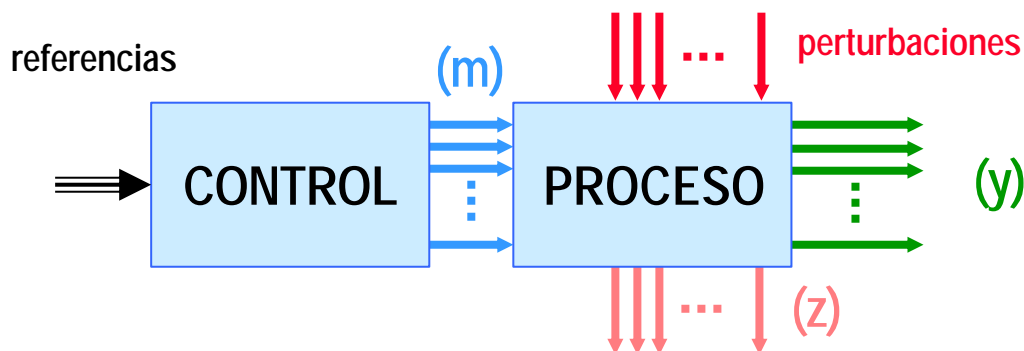 referencias
(m)
...
perturbaciones
CONTROL
...
PROCESO
...
(y)
...
(z)